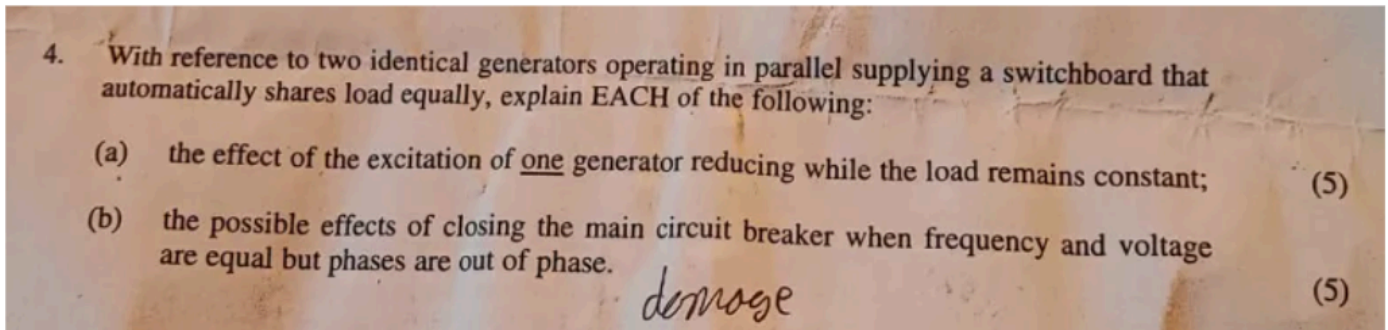 4. With reference to two identical generators operating in parallel supplying a switchboard that
automatically shares load equally, explain EACH of the following:
(a) the effect of the excitation of one generator reducing while the load remains constant; (5)
(b) the possible effects of closing the main circuit breaker when frequency and voltage
are equal but phases are out of phase. (5)
demage